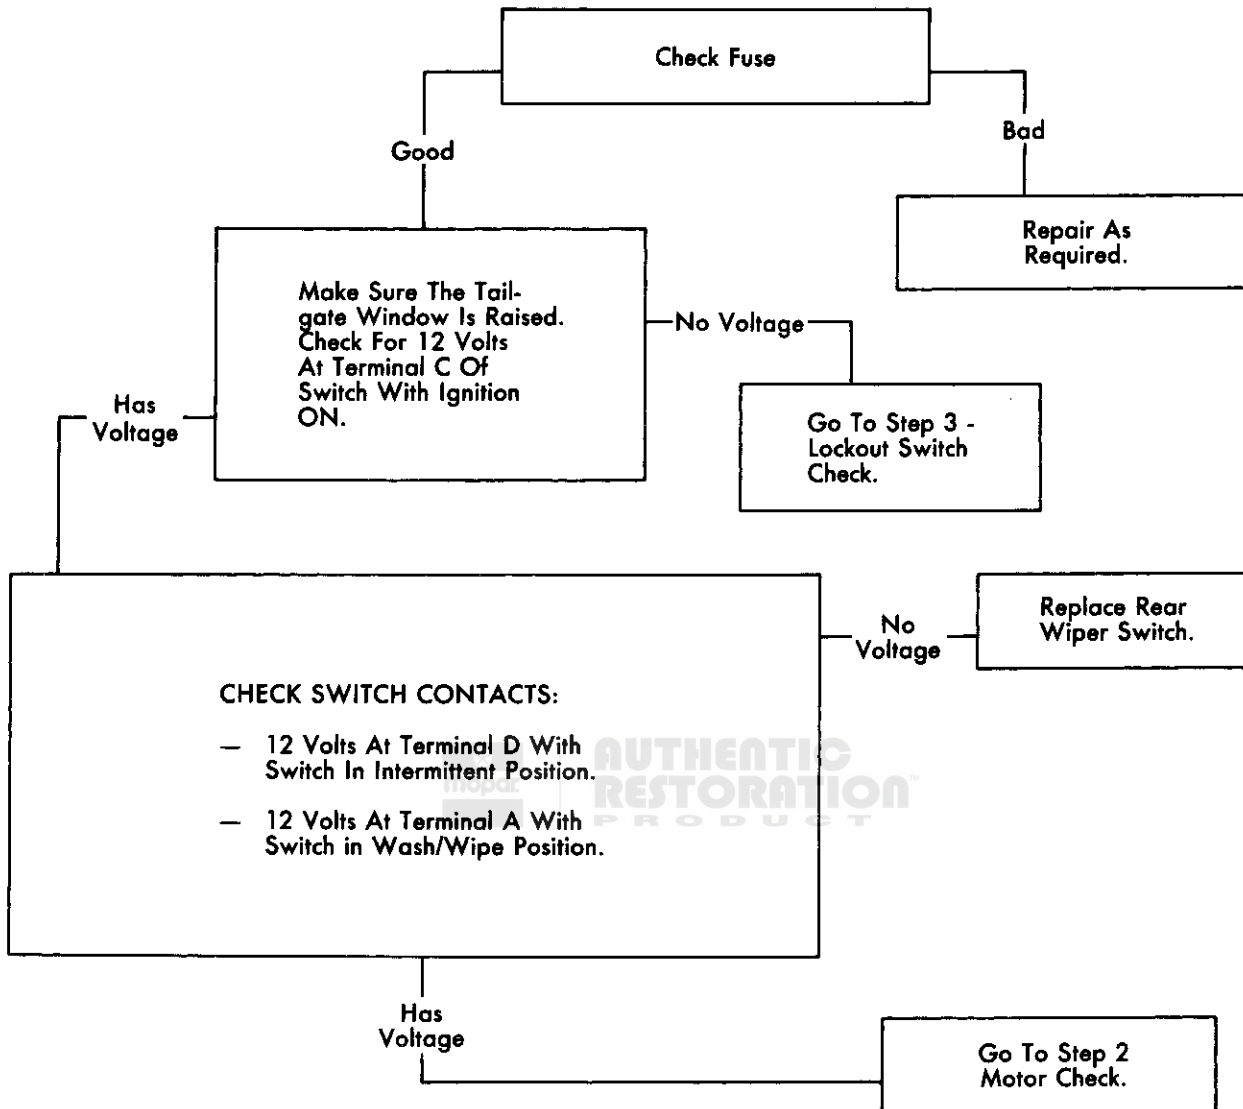 Check Fuse
Good
Bad
Repair As
Required.
Make Sure The Tail-
gate Window Is Raised.
Check For 12 Volts
At Terminal C Of
Switch With Ignition
ON.
No Voltage
Has
Voltage
Go To Step 3 -
Lockout Switch
Check.
CHECK SWITCH CONTACTS:
— 12 Volts At Terminal D With
Switch In Intermittent Position.
— 12 Volts At Terminal A With
Switch in Wash/Wipe Position.
No
Voltage
Replace Rear
Wiper Switch.
mopar
AUTHENTIC
RESTORATION™
PRODUCT
Has
Voltage
Go To Step 2
Motor Check.